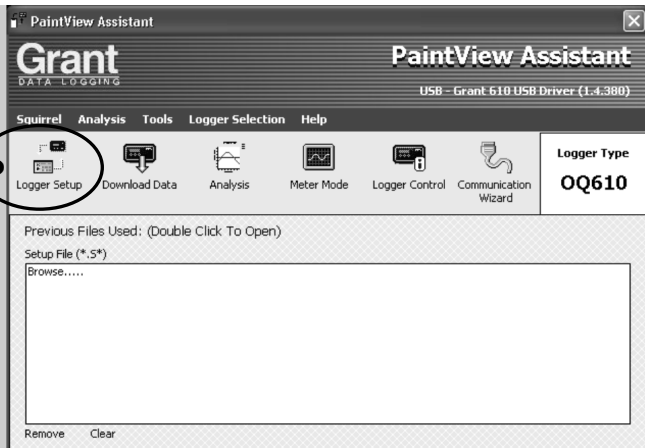 PaintView Assistant
Grant
DATA LOGGING
PaintView Assistant
USB - Grant 610 USB Driver (1.4.380)
Squirrel Analysis Tools Logger Selection Help
Logger Setup
Download Data
Analysis
Meter Mode
Logger Control
Communication
Wizard
Logger Type
OQ610
Previous Files Used: (Double Click To Open)
Setup File (*.S*)
Browse.....
Remove Clear